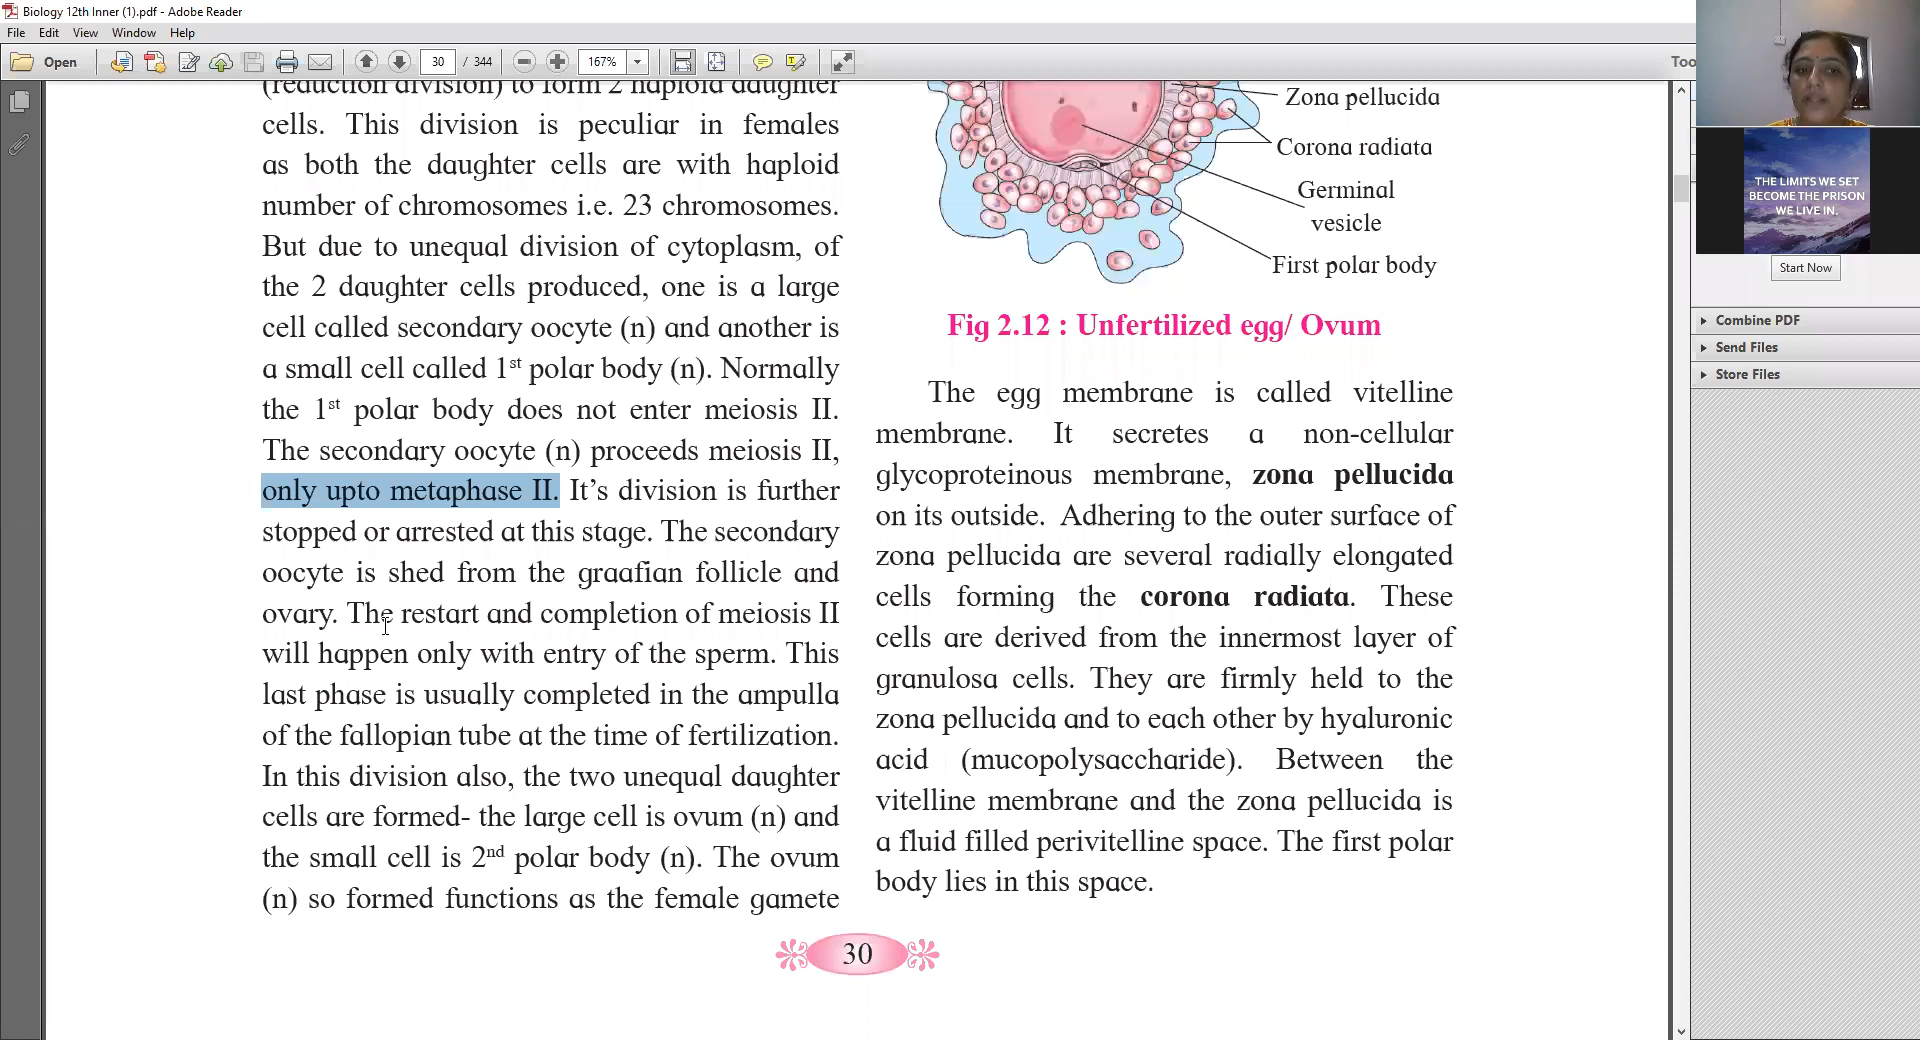 Biology 12th Inner (1).pdf - Adobe Reader
File Edit View Window Help
Open
30 / 344
167%
Too
(reduction division) to form 2 haploid daughter
cells. This division is peculiar in females
as both the daughter cells are with haploid
number of chromosomes i.e. 23 chromosomes.
But due to unequal division of cytoplasm, of
the 2 daughter cells produced, one is a large
cell called secondary oocyte (n) and another is
a small cell called 1st polar body (n). Normally
the 1st polar body does not enter meiosis II.
The secondary oocyte (n) proceeds meiosis II,
only upto metaphase II. It’s division is further
stopped or arrested at this stage. The secondary
oocyte is shed from the graafian follicle and
ovary. The restart and completion of meiosis II
will happen only with entry of the sperm. This
last phase is usually completed in the ampulla
of the fallopian tube at the time of fertilization.
In this division also, the two unequal daughter
cells are formed- the large cell is ovum (n) and
the small cell is 2nd polar body (n). The ovum
(n) so formed functions as the female gamete
Zona pellucida
Corona radiata
Germinal
vesicle
First polar body
Fig 2.12 : Unfertilized egg/ Ovum
The egg membrane is called vitelline
membrane. It secretes a non-cellular
glycoproteinous membrane, zona pellucida
on its outside. Adhering to the outer surface of
zona pellucida are several radially elongated
cells forming the corona radiata. These
cells are derived from the innermost layer of
granulosa cells. They are firmly held to the
zona pellucida and to each other by hyaluronic
acid (mucopolysaccharide). Between the
vitelline membrane and the zona pellucida is
a fluid filled perivitelline space. The first polar
body lies in this space.
30
THE LIMITS WE SET
BECOME THE PRISON
WE LIVE IN.
Start Now
Combine PDF
Send Files
Store Files